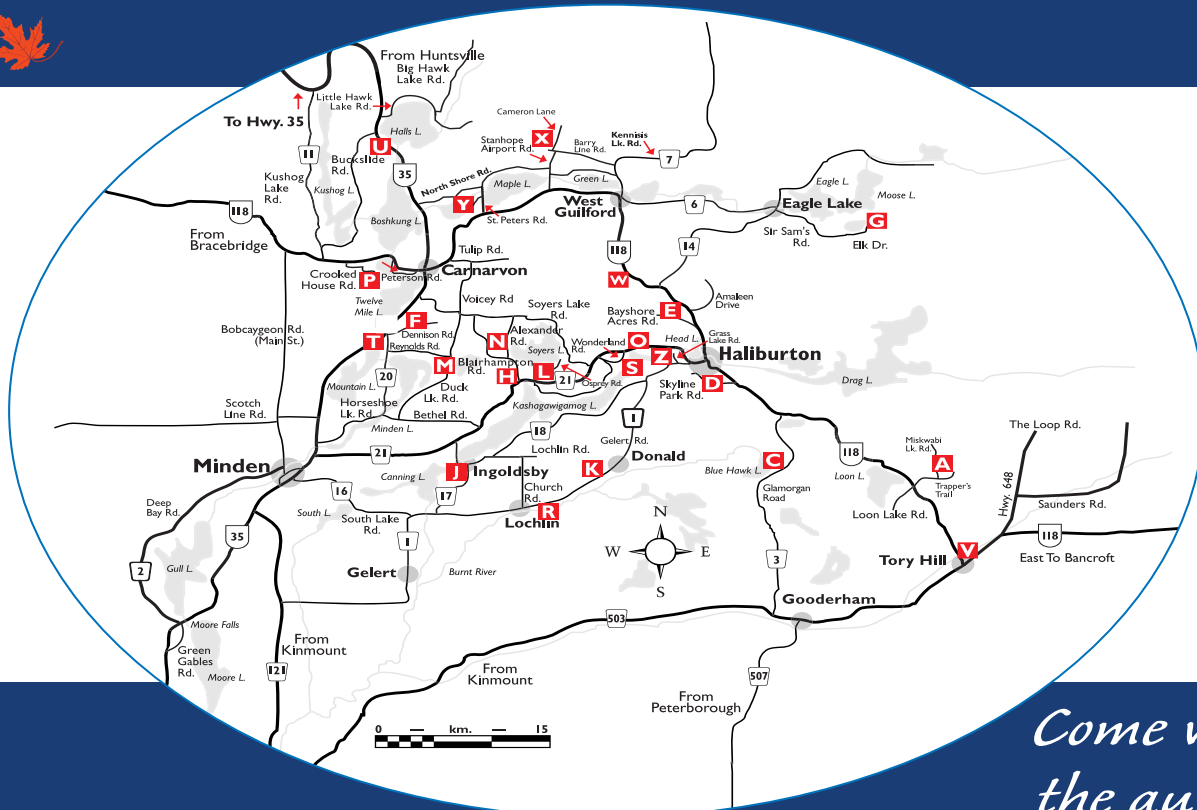 From Huntsville
Big Hawk
Lake Rd.
Little Hawk
Lake Rd.
To Hwy. 35
Halls L.
U
Buckslide
Rd.
11
35
Kushog
Lake
Rd.
Kushog L.
Boshkung L.
Cameron Lane
X
Stanhope
Airport Rd.
Barry
Line Rd.
Kennisis
Lk. Rd.
7
North Shore Rd.
Maple L.
Green L.
Y
St. Peters Rd.
West
Guilford
6
Eagle L.
Moose L.
Eagle Lake
G
Sir Sam's
Rd.
Elk Dr.
118
From
Bracebridge
118
14
Tulip Rd.
Carnarvon
Crooked
House Rd.
P
Peterson Rd.
W
Twelve
Mile L.
Voicey Rd
Soyers Lake
Rd.
Bayshore
Acres Rd.
E
Amaleen
Drive
Bobcaygeon Rd.
(Main St.)
F
Dennison Rd.
T
Reynolds Rd.
N
Alexander
Rd.
Soyers L.
Wonderland
Rd.
O
Head L.
Grass
Lake Rd.
Z
Haliburton
M
Blairhampton
Rd.
H
L
21
Osprey Rd.
S
20
Mountain L.
Duck
Lk. Rd.
Skyline
Park Rd.
D
Drag L.
Horseshoe
Lk. Rd.
Bethel Rd.
Kashagawigamog L.
Scotch
Line Rd.
Minden L.
18
1
Gelert Rd.
Lochlin Rd.
21
Minden
Canning L.
J
Ingoldsby
K
Donald
Blue Hawk L.
C
118
Loon L.
Miskwabi
Lk. Rd.
A
Trapper's
Trail
The Loop Rd.
Hwy. 648
Saunders Rd.
Glamorgan
Road
Loon Lake Rd.
16
17
Church
Rd.
R
Lochlin
Deep
Bay Rd.
South L.
South Lake
Rd.
35
1
N
W
E
S
118
East To Bancroft
V
Tory Hill
3
2
Gull L.
Gelert
Burnt River
Gooderham
503
Moore Falls
Green
Gables
Rd.
Moore L.
From
Kinmount
121
From
Kinmount
507
From
Peterborough
0
km.
15
Come
the